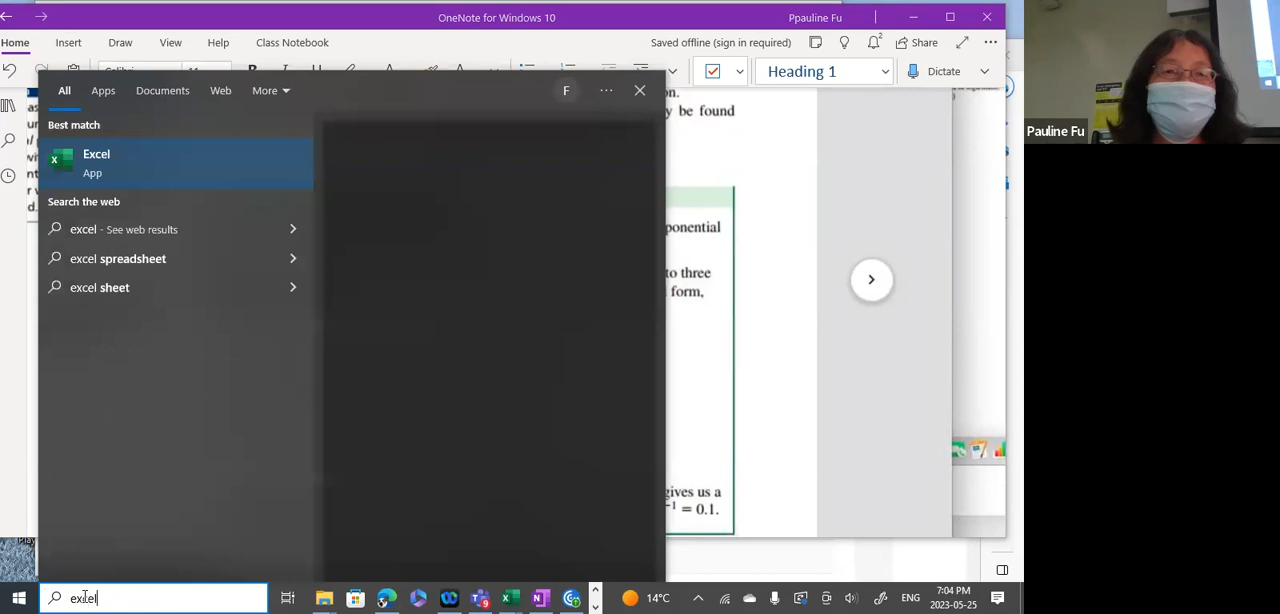 OneNote for Windows 10
Ppauline Fu
Home Insert Draw View Help Class Notebook
Saved offline (sign in required)
Share
Heading 1
Dictate
All Apps Documents Web More
F
Best match
Excel
App
Search the web
excel - See web results
excel spreadsheet
excel sheet
on.
y be found
ponential
to three
form,
gives us a
⁻¹ = 0.1.
Pauline Fu
excel
14°C
ENG
7:04 PM
2023-05-25